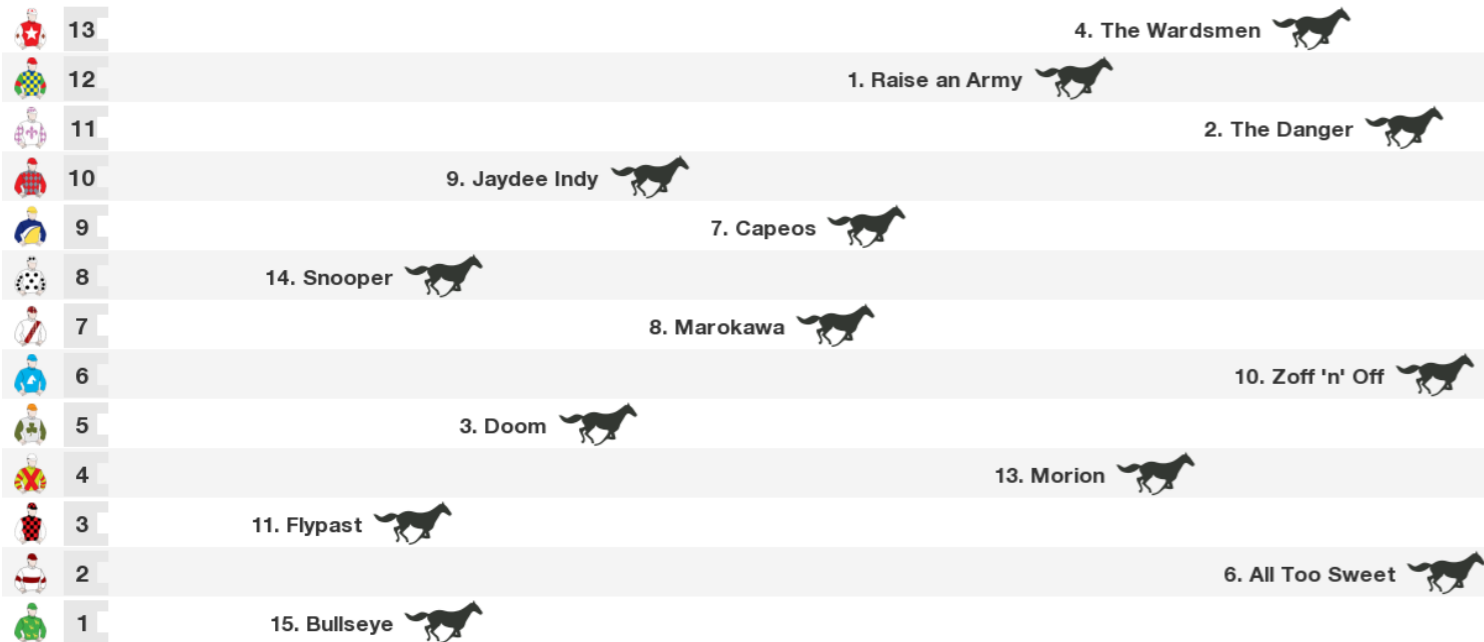 13 4. The Wardsmen
12 1. Raise an Army
11 2. The Danger
10 9. Jaydee Indy
9 7. Capeos
8 14. Snooper
7 8. Marokawa
6 10. Zoff 'n' Off
5 3. Doom
4 13. Morion
3 11. Flypast
2 6. All Too Sweet
1 15. Bullseye